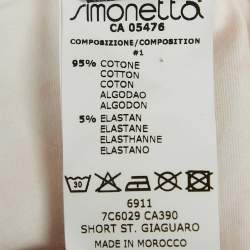 simonetta
CA 05476
COMPOSIZIONE/COMPOSITION
#1
95% COTONE
COTTON
COTON
ALGODAO
ALGODON
5% ELASTAN
ELASTANE
ELASTHANNE
ELASTANO
30
6911
7C6029 CA390
SHORT ST. GIAGUARO
MADE IN MOROCCO